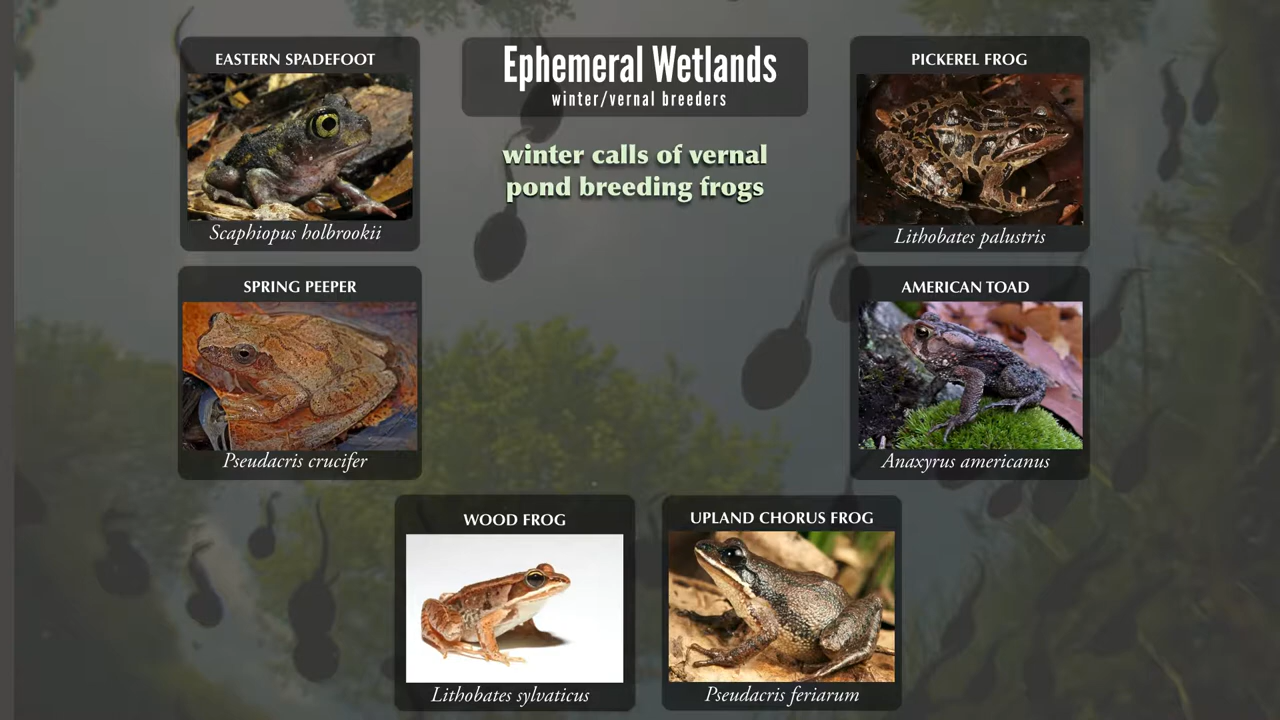 Ephemeral Wetlands
winter/vernal breeders
winter calls of vernal
pond breeding frogs
EASTERN SPADEFOOT
Scaphiopus holbrookii
PICKEREL FROG
Lithobates palustris
SPRING PEEPER
Pseudacris crucifer
AMERICAN TOAD
Anaxyrus americanus
WOOD FROG
Lithobates sylvaticus
UPLAND CHORUS FROG
Pseudacris feriarum